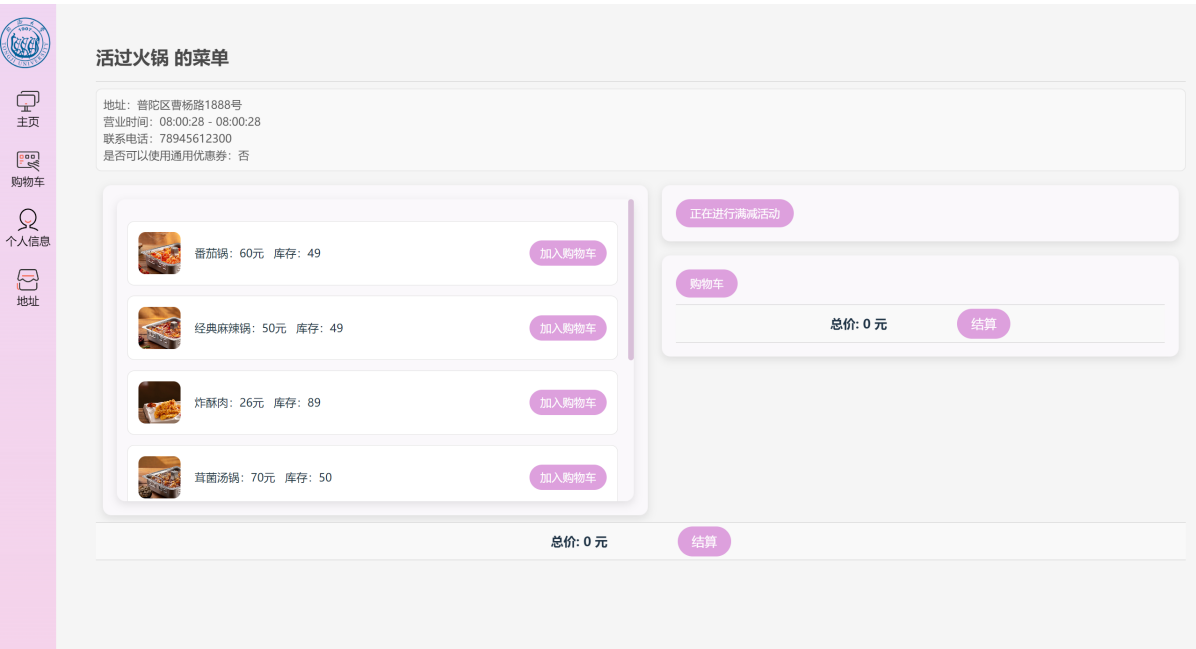 1907
TONGJI UNIVERSITY
主页
购物车
个人信息
地址
活过火锅 的菜单
地址：普陀区曹杨路1888号
营业时间：08:00:28 - 08:00:28
联系电话：78945612300
是否可以使用通用优惠券：否
番茄锅：60元 库存：49
加入购物车
经典麻辣锅：50元 库存：49
加入购物车
炸酥肉：26元 库存：89
加入购物车
茸菌汤锅：70元 库存：50
加入购物车
正在进行满减活动
购物车
总价: 0 元
结算
总价: 0 元
结算